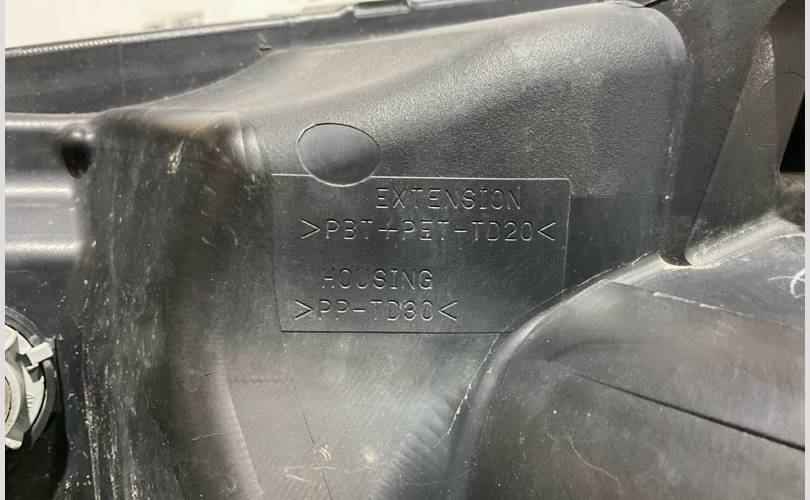 EXTENSION
>PBT+PET-TD20<
HOUSING
>PP-TD30<